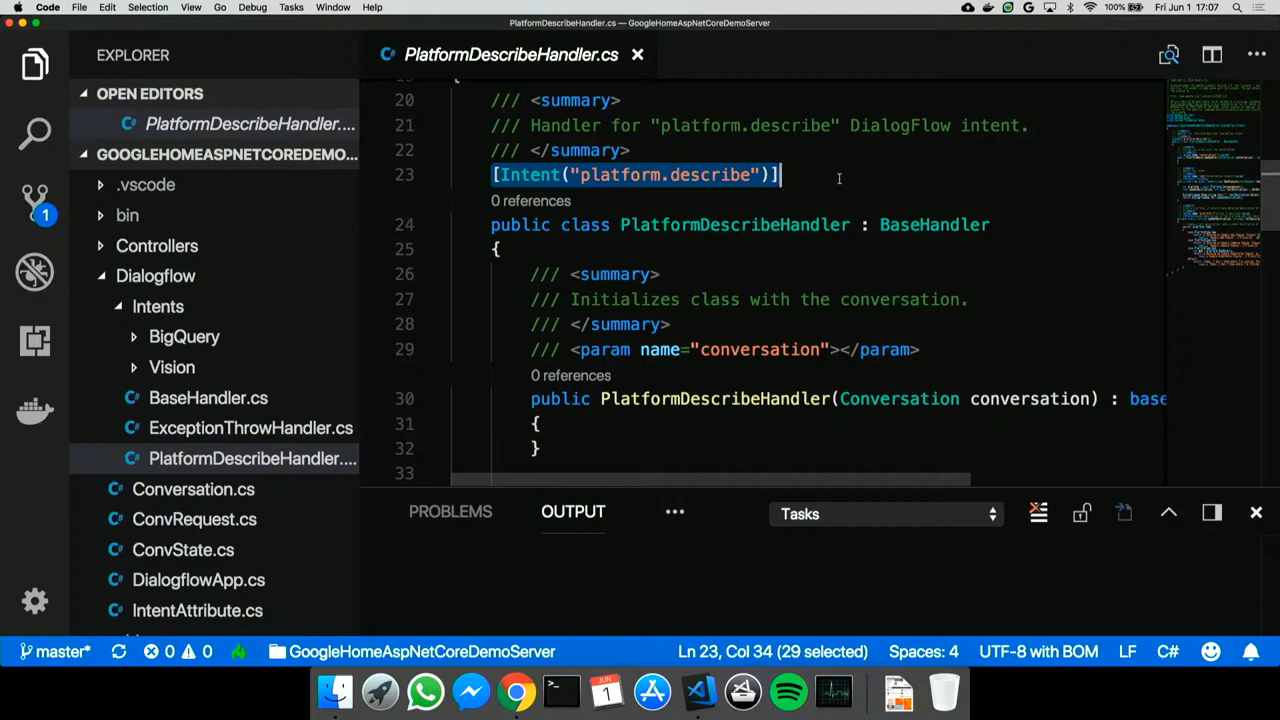 Code File Edit Selection View Go Debug Tasks Window Help 100% Fri Jun 1 17:07
PlatformDescribeHandler.cs — GoogleHomeAspNetCoreDemoServer
EXPLORER
OPEN EDITORS
C# PlatformDescribeHandler....
GOOGLEHOMEASPNETCOREDEMO...
.vscode
bin
Controllers
Dialogflow
Intents
BigQuery
Vision
C# BaseHandler.cs
C# ExceptionThrowHandler.cs
C# PlatformDescribeHandler....
C# Conversation.cs
C# ConvRequest.cs
C# ConvState.cs
C# DialogflowApp.cs
C# IntentAttribute.cs
1
C# PlatformDescribeHandler.cs
20 /// <summary>
21 /// Handler for "platform.describe" DialogFlow intent.
22 /// </summary>
23 [Intent("platform.describe")]
0 references
24 public class PlatformDescribeHandler : BaseHandler
25 {
26 /// <summary>
27 /// Initializes class with the conversation.
28 /// </summary>
29 /// <param name="conversation"></param>
0 references
30 public PlatformDescribeHandler(Conversation conversation) : base
31 {
32 }
33
PROBLEMS OUTPUT ... Tasks
master* 0 0 GoogleHomeAspNetCoreDemoServer Ln 23, Col 34 (29 selected) Spaces: 4 UTF-8 with BOM LF C#
JUN
1